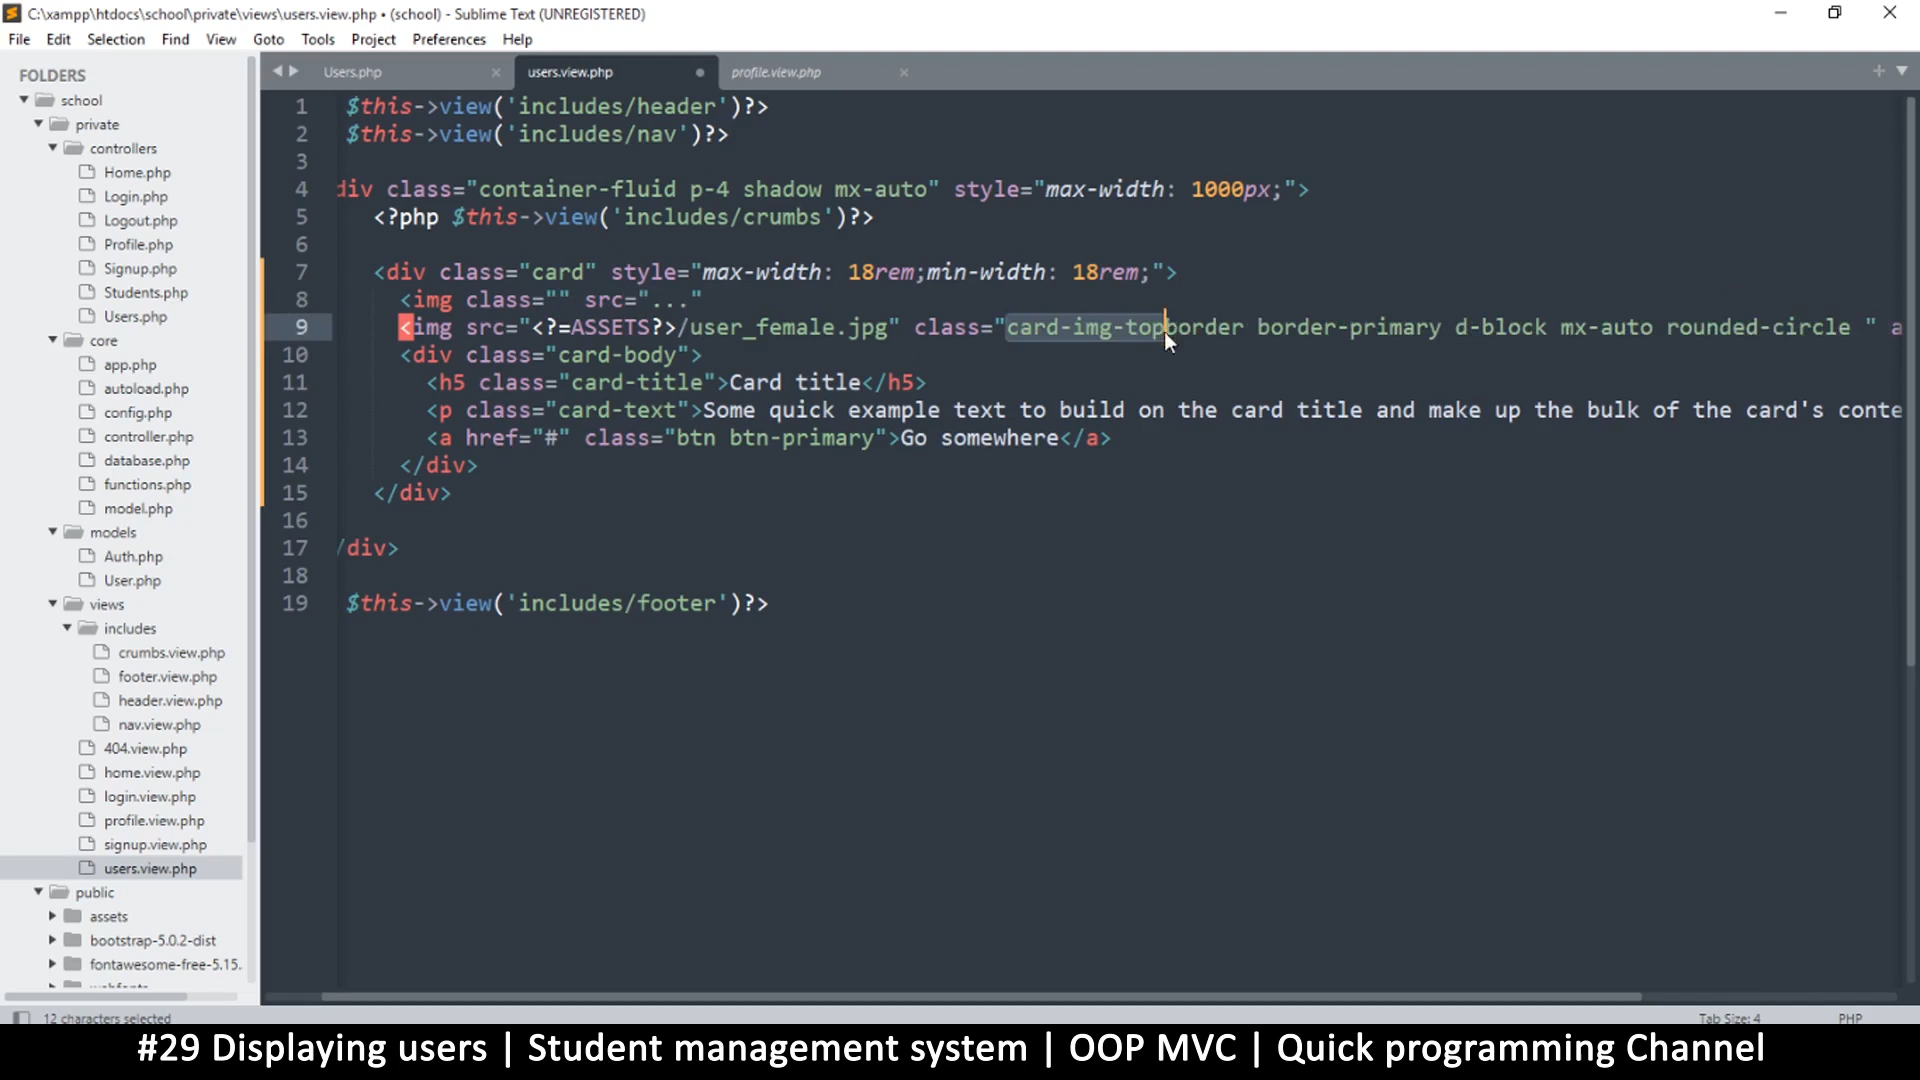 C:\xampp\htdocs\school\private\views\users.view.php • (school) - Sublime Text (UNREGISTERED)
File Edit Selection Find View Goto Tools Project Preferences Help
FOLDERS
school
private
controllers
Home.php
Login.php
Logout.php
Profile.php
Signup.php
Students.php
Users.php
core
app.php
autoload.php
config.php
controller.php
database.php
functions.php
model.php
models
Auth.php
User.php
views
includes
crumbs.view.php
footer.view.php
header.view.php
nav.view.php
404.view.php
home.view.php
login.view.php
profile.view.php
signup.view.php
users.view.php
public
assets
bootstrap-5.0.2-dist
fontawesome-free-5.15.
Users.php users.view.php profile.view.php
1 $this->view('includes/header')?>
2 $this->view('includes/nav')?>
3
4 div class="container-fluid p-4 shadow mx-auto" style="max-width: 1000px;">
5 <?php $this->view('includes/crumbs')?>
6
7 <div class="card" style="max-width: 18rem;min-width: 18rem;">
8 <img class="" src="..."
9 <img src="<?=ASSETS?>/user_female.jpg" class="card-img-topborder border-primary d-block mx-auto rounded-circle " a
10 <div class="card-body">
11 <h5 class="card-title">Card title</h5>
12 <p class="card-text">Some quick example text to build on the card title and make up the bulk of the card's conte
13 <a href="#" class="btn btn-primary">Go somewhere</a>
14 </div>
15 </div>
16
17 /div>
18
19 $this->view('includes/footer')?>
12 characters selected
Tab Size: 4 PHP
#29 Displaying users | Student management system | OOP MVC | Quick programming Channel